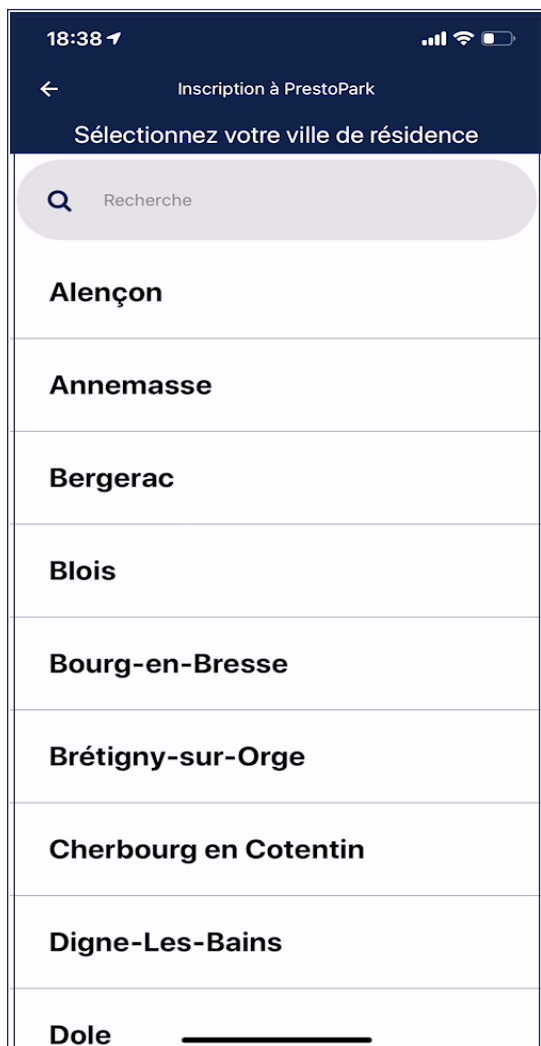 18:38
Inscription à PrestoPark
Sélectionnez votre ville de résidence
Recherche
Alençon
Annemasse
Bergerac
Blois
Bourg-en-Bresse
Brétigny-sur-Orge
Cherbourg en Cotentin
Digne-Les-Bains
Dole